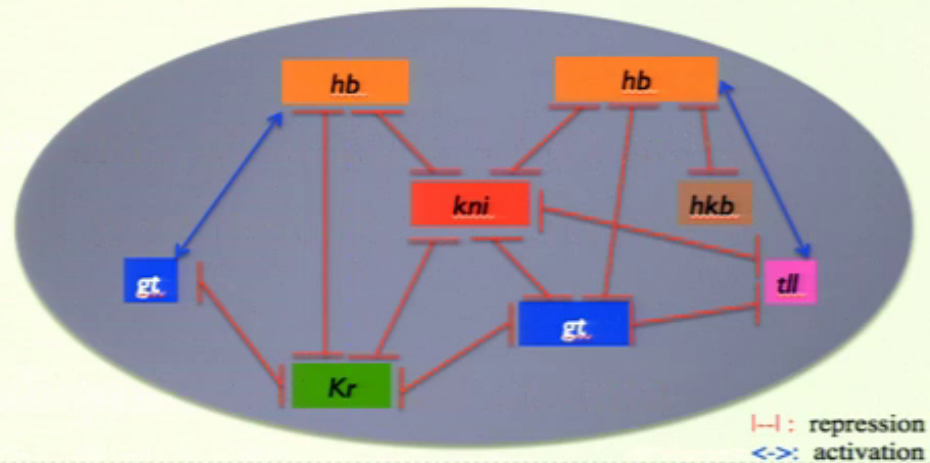 hb
hb
kni
hkb
gt
tll
gt
Kr
|--| : repression
<->: activation